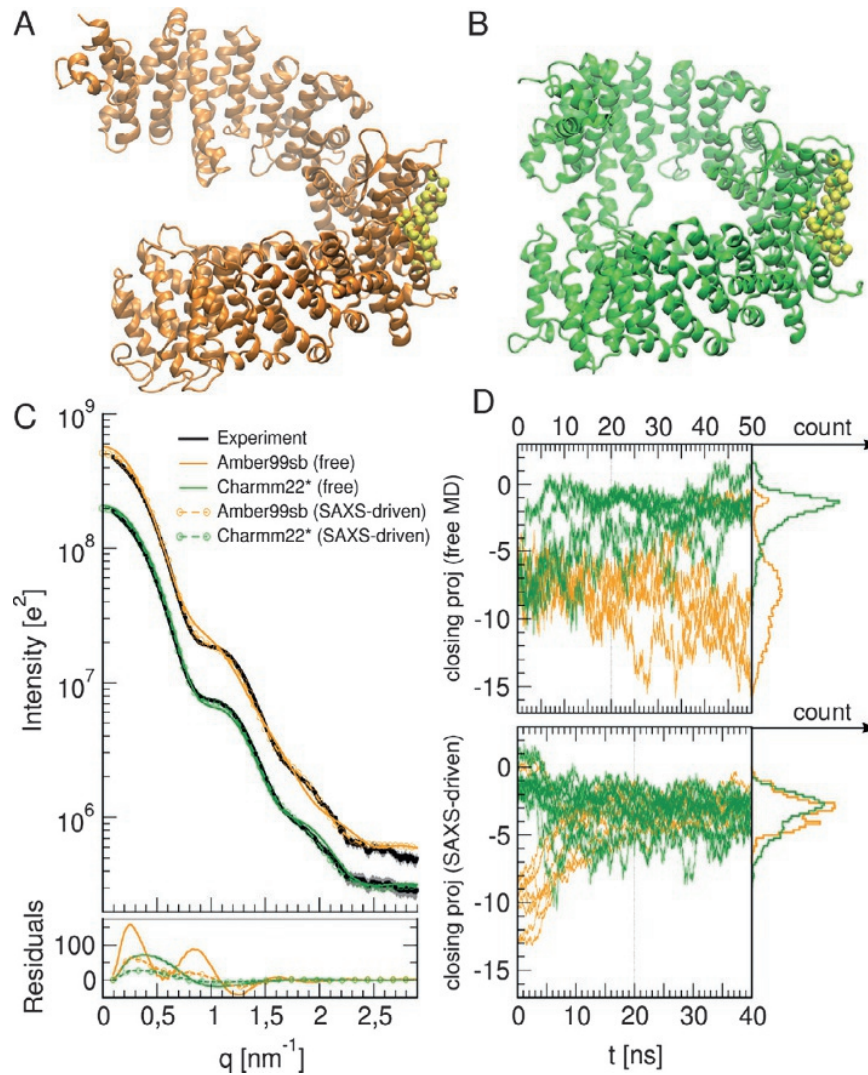 A
B
C
10^9
10^8
10^7
10^6
Intensity [e^2]
Experiment
Amber99sb (free)
Charmm22* (free)
Amber99sb (SAXS-driven)
Charmm22* (SAXS-driven)
Residuals
100
0
0 0,5 1 1,5 2 2,5
q [nm^-1]
D
0 10 20 30 40 50 count
closing proj (free MD)
0
-5
-10
-15
count
closing proj (SAXS-driven)
0
-5
-10
-15
0 10 20 30 40
t [ns]